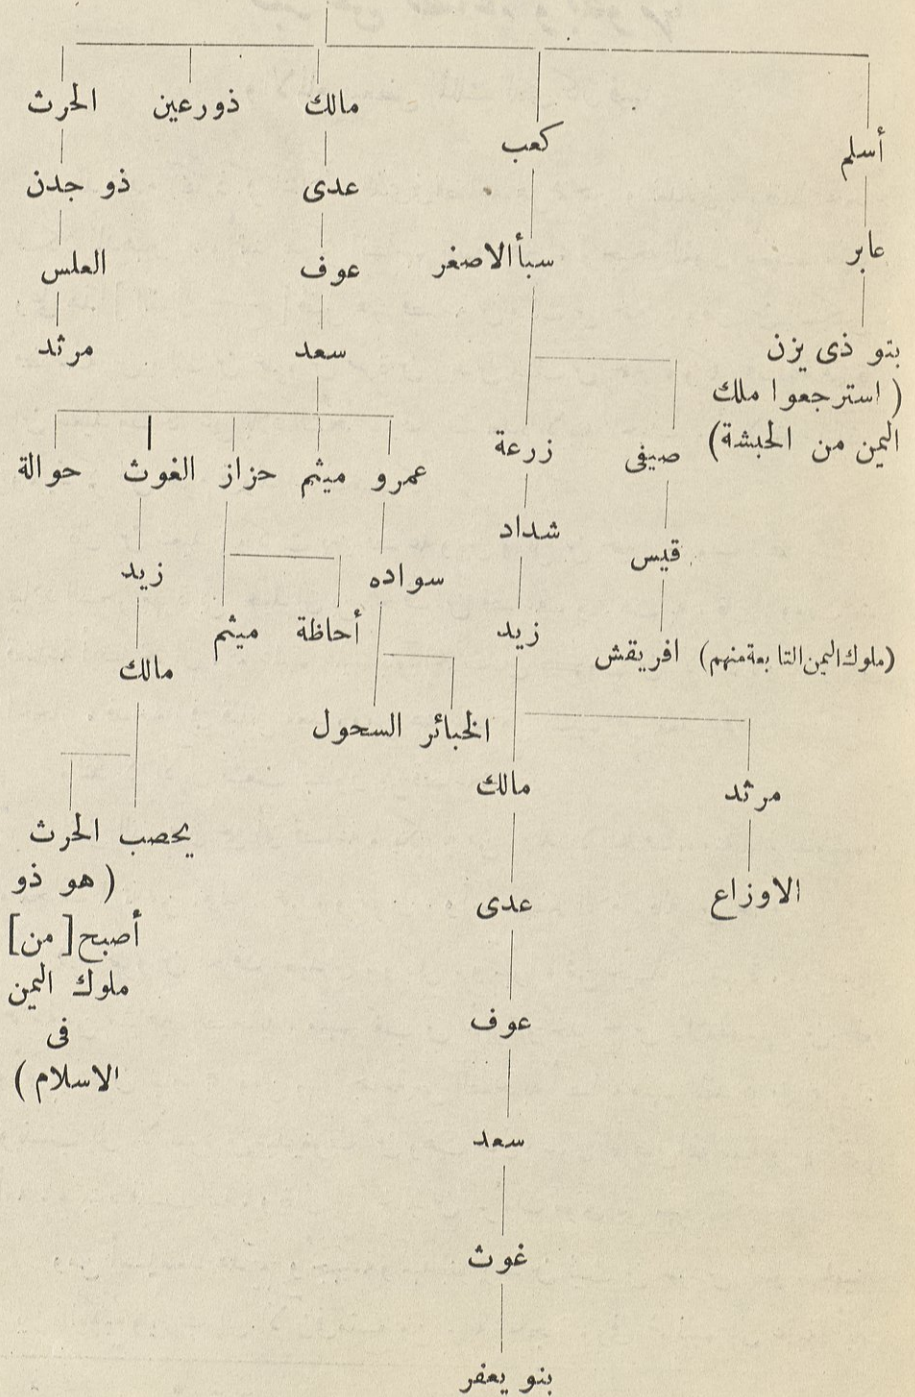 أسلم
كعب
مالك
ذورعين
الحرث
عابر
سبأ الاصغر
عدى
ذو جدن
عوف
العلس
بنو ذى يزن
(استرجعوا ملك
اليمن من الحبشة)
سعد
مرثد
صيفى
زرعة
عمرو
ميثم
حزاز
الغوث
حوالة
قيس
شداد
سواده
زيد
افريقش (ملوك اليمن التابعة منهم)
زيد
أحاظة
ميثم
مالك
مرثد
مالك
الخبائر
السحول
الاوزاع
عدى
يحصب
الحرث
(هو ذو
أصبح [من]
ملوك اليمن
فى
الاسلام)
عوف
سعد
غوث
بنو يعفر